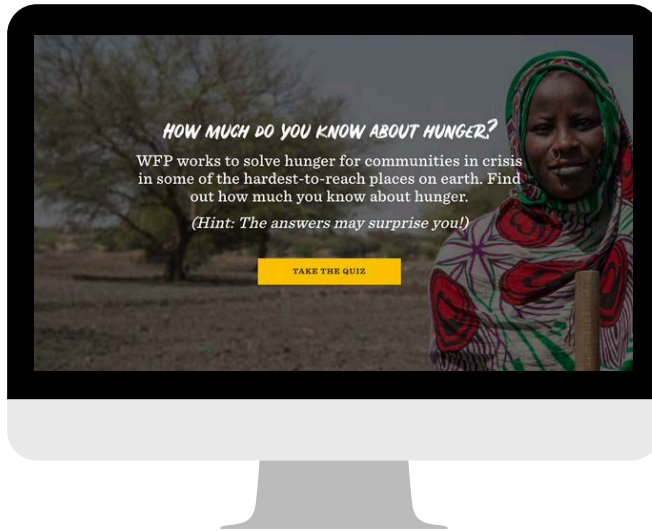 HOW MUCH DO YOU KNOW ABOUT HUNGER?
WFP works to solve hunger for communities in crisis
in some of the hardest-to-reach places on earth. Find
out how much you know about hunger.
(Hint: The answers may surprise you!)
TAKE THE QUIZ